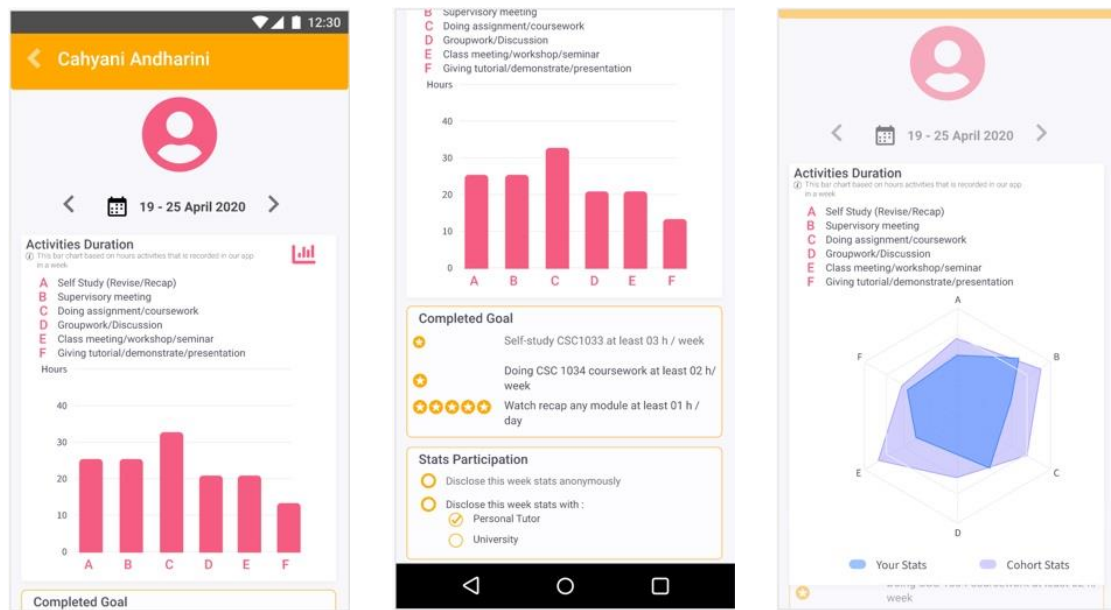 12:30
Cahyani Andharini
19 - 25 April 2020
Activities Duration
This bar chart based on hours activities that is recorded in our app
in a week
A Self Study (Revise/Recap)
B Supervisory meeting
C Doing assignment/coursework
D Groupwork/Discussion
E Class meeting/workshop/seminar
F Giving tutorial/demonstrate/presentation
Hours
40
30
20
10
0
A B C D E F
Completed Goal
B Supervisory meeting
C Doing assignment/coursework
D Groupwork/Discussion
E Class meeting/workshop/seminar
F Giving tutorial/demonstrate/presentation
Hours
40
30
20
10
0
A B C D E F
Completed Goal
Self-study CSC1033 at least 03 h / week
Doing CSC 1034 coursework at least 02 h/
week
Watch recap any module at least 01 h /
day
Stats Participation
Disclose this week stats anonymously
Disclose this week stats with :
Personal Tutor
University
19 - 25 April 2020
Activities Duration
This bar chart based on hours activities that is recorded in our app
in a week
A Self Study (Revise/Recap)
B Supervisory meeting
C Doing assignment/coursework
D Groupwork/Discussion
E Class meeting/workshop/seminar
F Giving tutorial/demonstrate/presentation
A
F B
E C
D
Your Stats Cohort Stats
Doing CSC 1034 coursework at least 02 h/
week